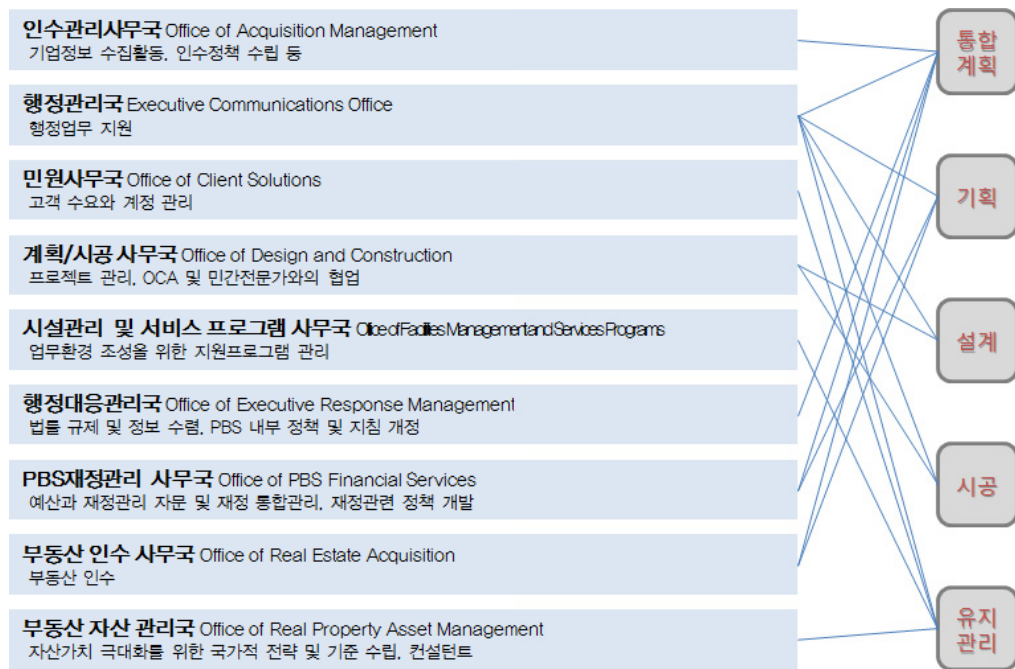 인수관리사무국 Office of Acquisition Management
기업정보 수집활동, 인수정책 수립 등
행정관리국 Executive Communications Office
행정업무 지원
민원사무국 Office of Client Solutions
고객 수요와 계정 관리
계획/시공 사무국 Office of Design and Construction
프로젝트 관리, OCA 및 민간전문가와의 협업
시설관리 및 서비스 프로그램 사무국 Office of Facilities Management and Services Programs
업무환경 조성을 위한 지원프로그램 관리
행정대응관리국 Office of Executive Response Management
법률 규제 및 정보 수렴, PBS 내부 정책 및 지침 개정
PBS재정관리 사무국 Office of PBS Financial Services
예산과 재정관리 자문 및 재정 통합관리, 재정관련 정책 개발
부동산 인수 사무국 Office of Real Estate Acquisition
부동산 인수
부동산 자산 관리국 Office of Real Property Asset Management
자산가치 극대화를 위한 국가적 전략 및 기준 수립, 컨설턴트
통합
계획
기획
설계
시공
유지
관리